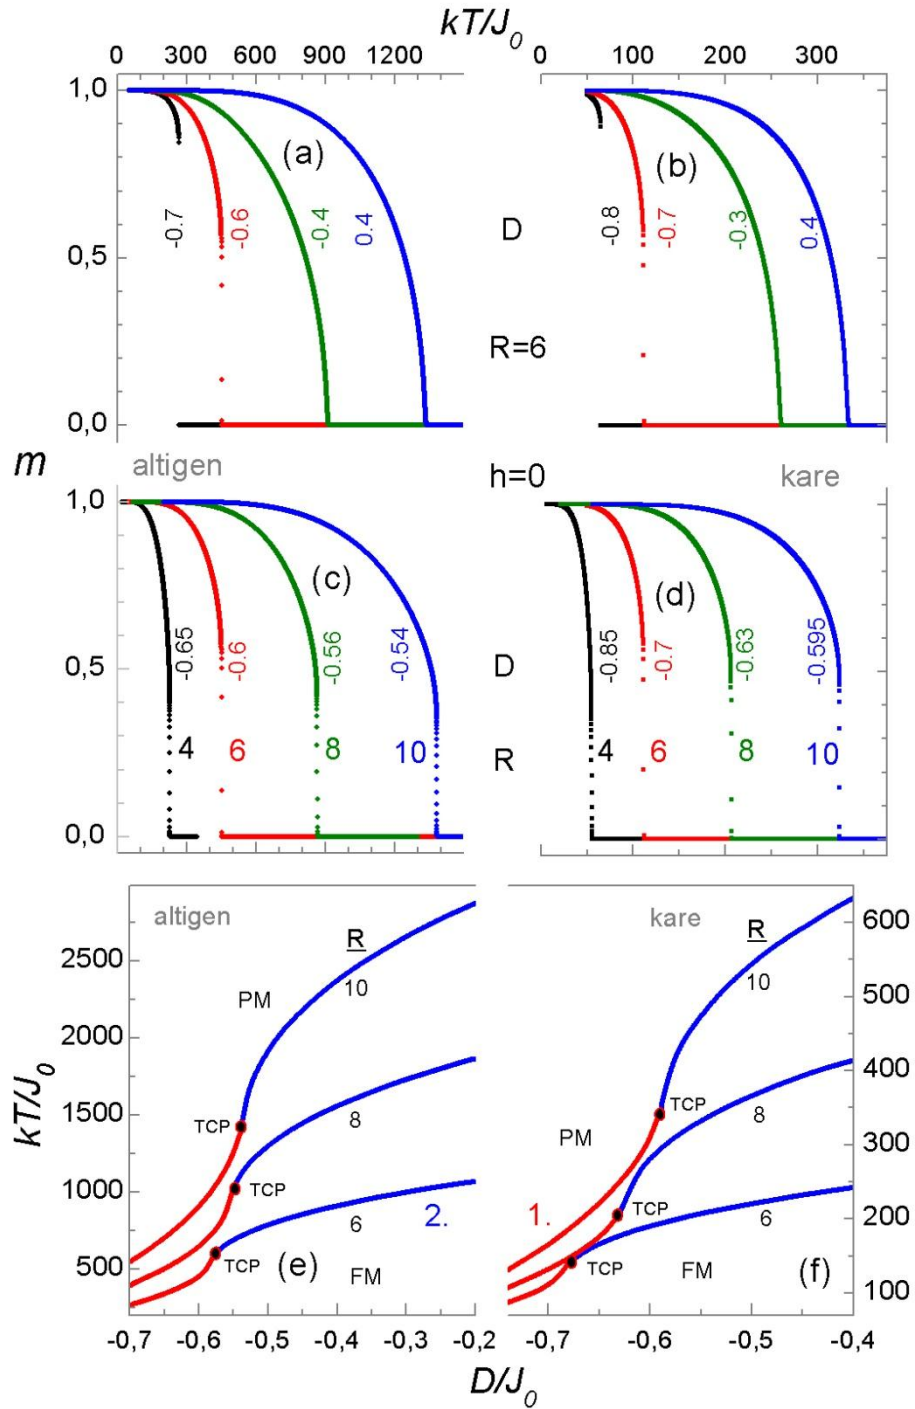 kT/J₀
0 300 600 900 1200
0 100 200 300
1,0
0,5
0,0
(a)
-0.7
-0.6
-0.4
0.4
(b)
-0.8
-0.7
-0.3
0.4
D
R=6
m
altigen
h=0
kare
1,0
0,5
0,0
(c)
-0.65
-0.6
-0.56
-0.54
4
6
8
10
D
R
(d)
-0.85
-0.7
-0.63
-0.595
4
6
8
10
kT/J₀
2500
2000
1500
1000
500
altigen
R
10
PM
TCP
8
TCP
6
2.
TCP
(e)
FM
-0,7 -0,6 -0,5 -0,4 -0,3 -0,2
kare
R
10
TCP
8
PM
TCP
1.
6
TCP
FM
(f)
600
500
400
300
200
100
-0,7 -0,6 -0,5 -0,4
D/J₀